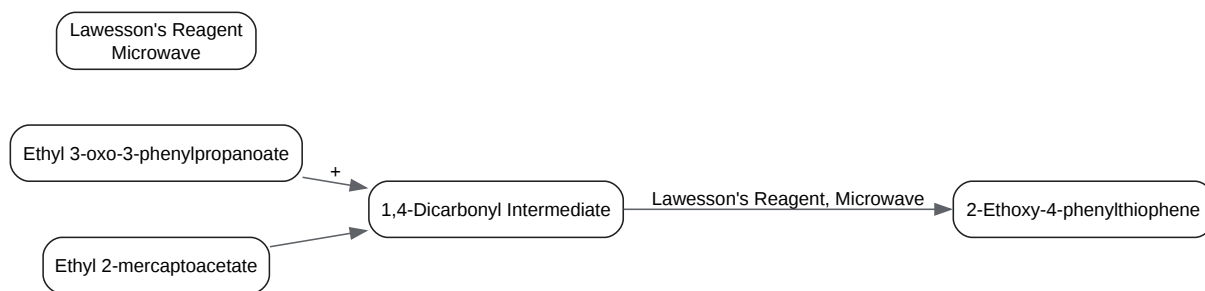 Lawesson's Reagent
Microwave
Ethyl 3-oxo-3-phenylpropanoate
+
1,4-Dicarbonyl Intermediate
Lawesson's Reagent, Microwave
2-Ethoxy-4-phenylthiophene
Ethyl 2-mercaptoacetate